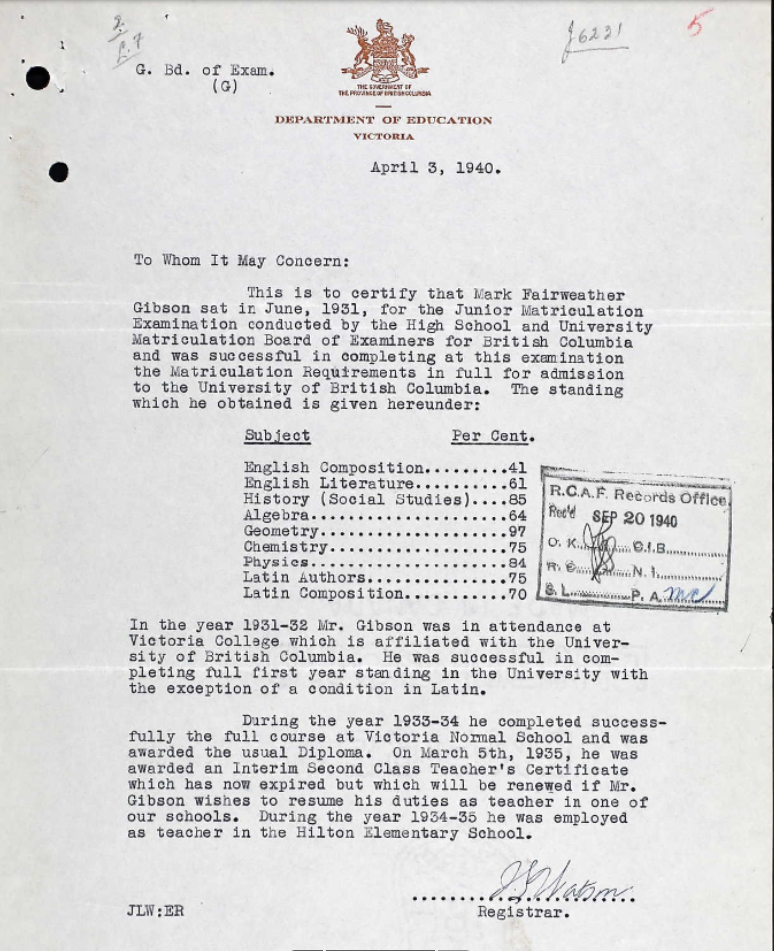 J6231
5
G. Bd. of Exam.
(G)
THE GOVERNMENT OF
THE PROVINCE OF BRITISH COLUMBIA
DEPARTMENT OF EDUCATION
VICTORIA
April 3, 1940.
To Whom It May Concern:
This is to certify that Mark Fairweather
Gibson sat in June, 1931, for the Junior Matriculation
Examination conducted by the High School and University
Matriculation Board of Examiners for British Columbia
and was successful in completing at this examination
the Matriculation Requirements in full for admission
to the University of British Columbia. The standing
which he obtained is given hereunder:
Subject Per Cent.
English Composition.........41
English Literature..........61
History (Social Studies)....85
Algebra.....................64
Geometry....................97
Chemistry...................75
Physics.....................84
Latin Authors...............75
Latin Composition...........70
R.C.A.F. Records Office
Rec'd SEP 20 1940
O. K. C.I.B.
R. N. I.
S. L. P. A.
In the year 1931-32 Mr. Gibson was in attendance at
Victoria College which is affiliated with the Univer-
sity of British Columbia. He was successful in com-
pleting full first year standing in the University with
the exception of a condition in Latin.
During the year 1933-34 he completed success-
fully the full course at Victoria Normal School and was
awarded the usual Diploma. On March 5th, 1935, he was
awarded an Interim Second Class Teacher's Certificate
which has now expired but which will be renewed if Mr.
Gibson wishes to resume his duties as teacher in one of
our schools. During the year 1934-35 he was employed
as teacher in the Hilton Elementary School.
Watson
JLW:ER Registrar.